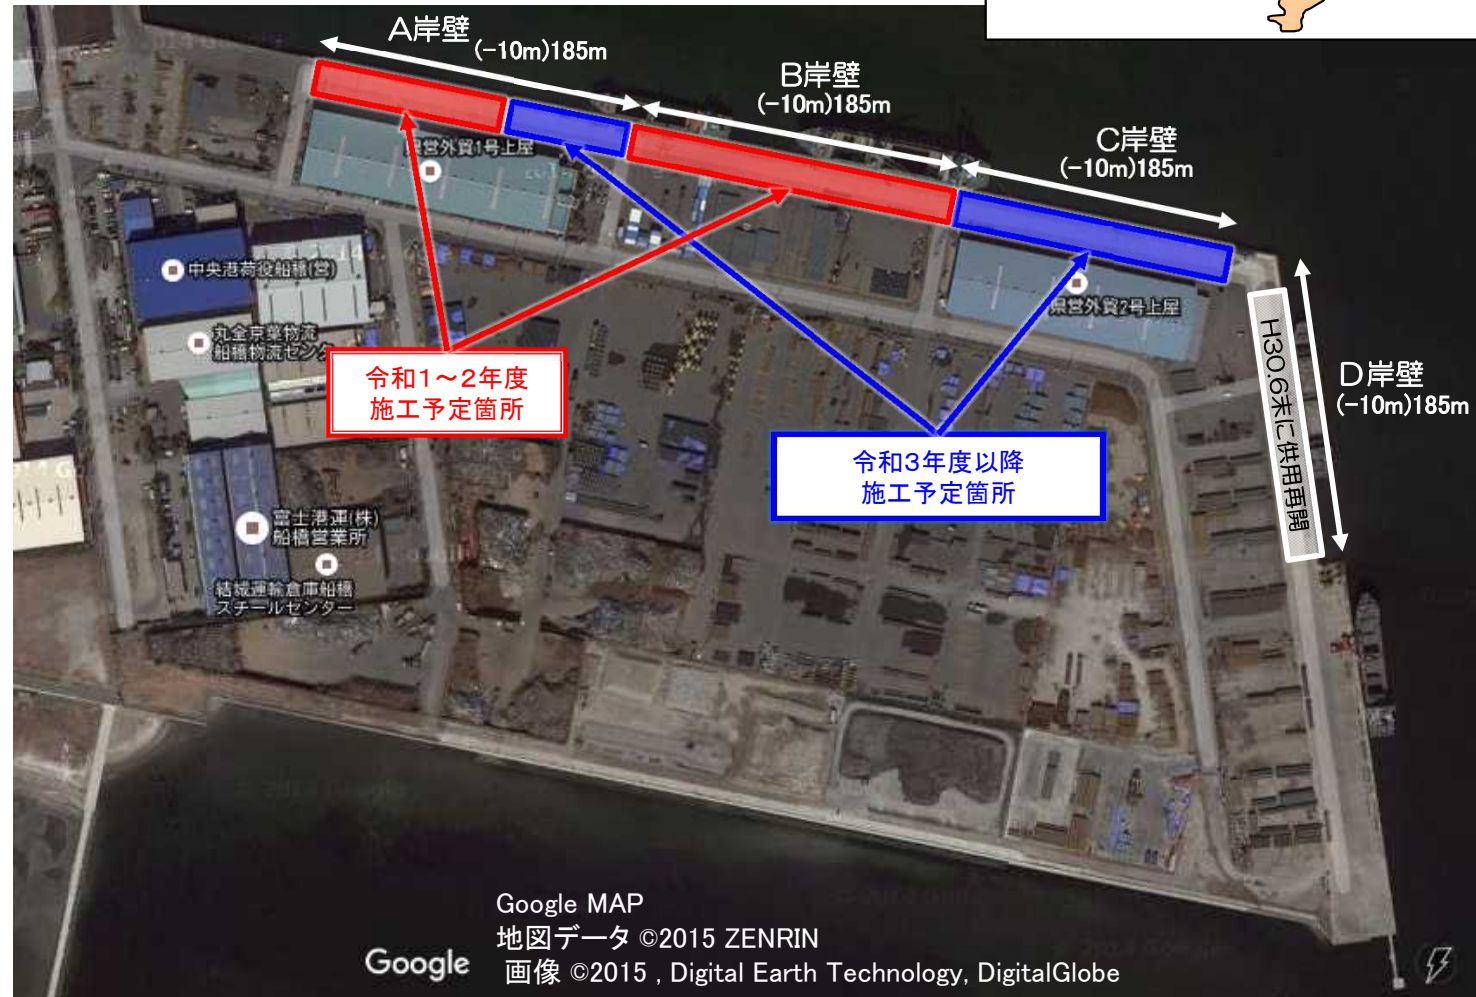 A岸壁
(-10m)185m
B岸壁
(-10m)185m
C岸壁
(-10m)185m
県営外貿1号上屋
中央港荷役船橋(営)
県営外貿2号上屋
丸全京葉物流
船橋物流センタ
D岸壁
(-10m)185m
H30.6末に供用再開
令和1～2年度
施工予定箇所
令和3年度以降
施工予定箇所
富士港運(株)
船橋営業所
結城運輸倉庫船橋
スチールセンター
Google MAP
地図データ ©2015 ZENRIN
Google
画像 ©2015 , Digital Earth Technology, DigitalGlobe